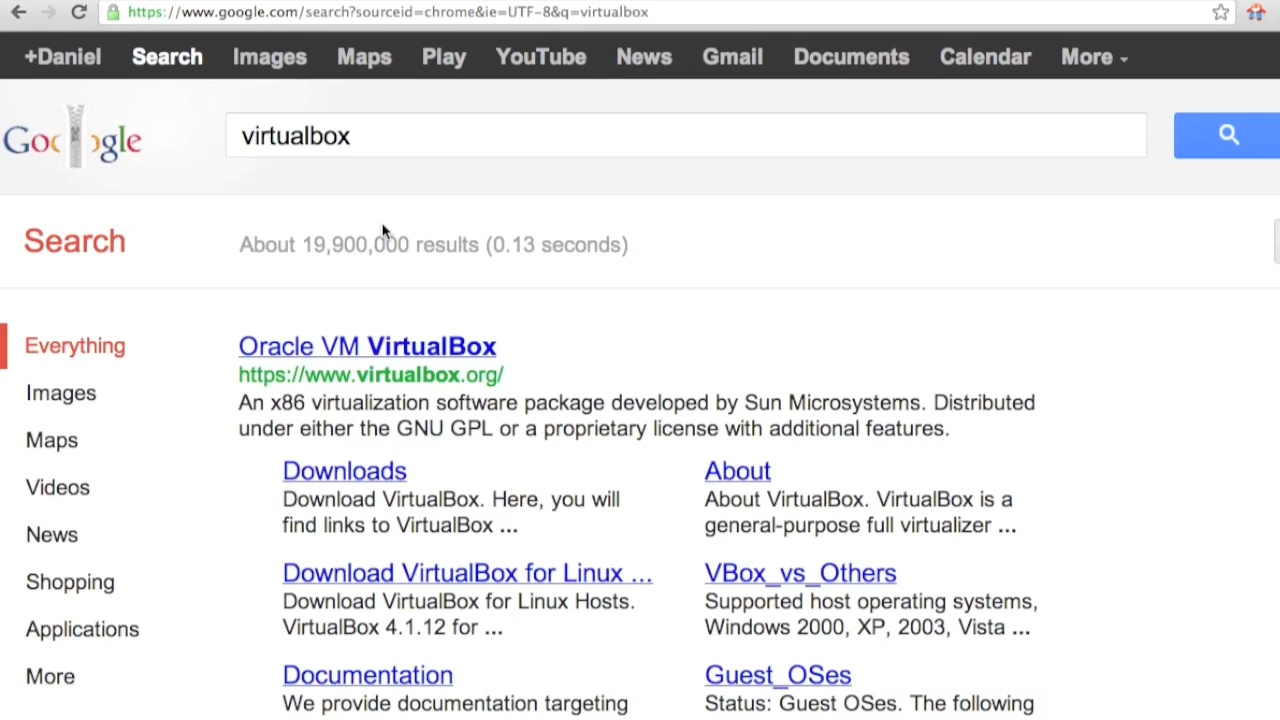 https://www.google.com/search?sourceid=chrome&ie=UTF-8&q=virtualbox
+Daniel Search Images Maps Play YouTube News Gmail Documents Calendar More
Google
virtualbox
Search
About 19,900,000 results (0.13 seconds)
Everything
Images
Maps
Videos
News
Shopping
Applications
More
Oracle VM VirtualBox
https://www.virtualbox.org/
An x86 virtualization software package developed by Sun Microsystems. Distributed
under either the GNU GPL or a proprietary license with additional features.
Downloads
Download VirtualBox. Here, you will
find links to VirtualBox ...
About
About VirtualBox. VirtualBox is a
general-purpose full virtualizer ...
Download VirtualBox for Linux ...
Download VirtualBox for Linux Hosts.
VirtualBox 4.1.12 for ...
VBox_vs_Others
Supported host operating systems,
Windows 2000, XP, 2003, Vista ...
Documentation
We provide documentation targeting
Guest_OSes
Status: Guest OSes. The following